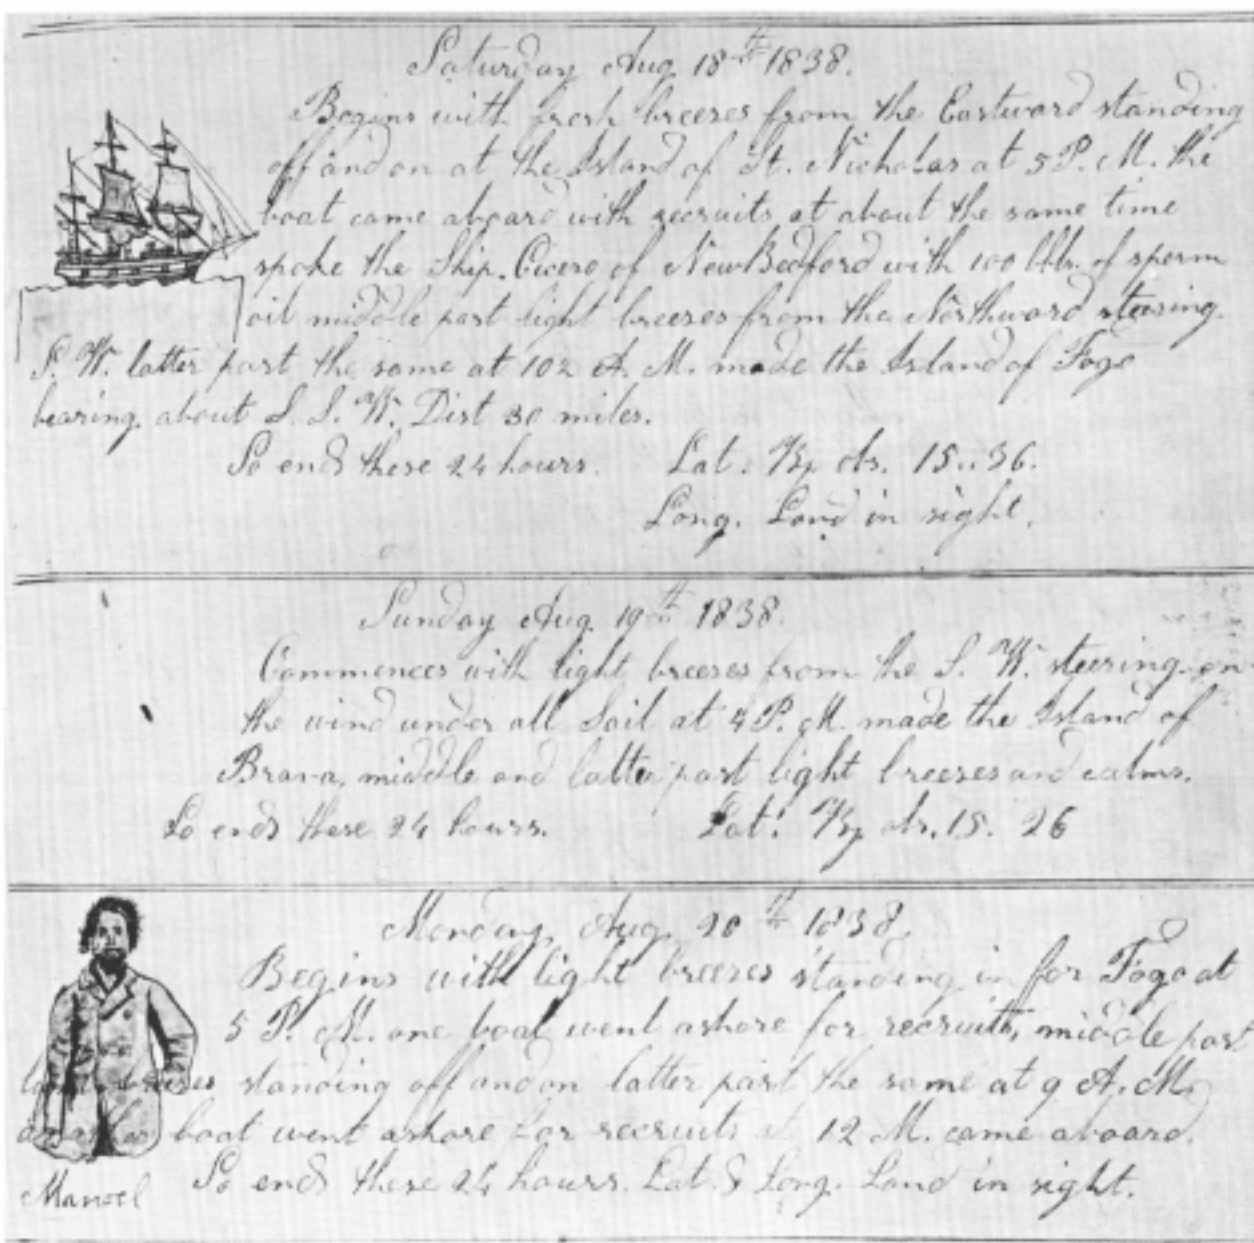 Saturday Aug 18th 1838.
Begins with fresh breezes from the Eastward standing
off and on at the Island of St. Nicholas at 5 P. M. the
boat came aboard with recruits at about the same time
spoke the Ship. Cicero of New Bedford with 100 bbls. of sperm
oil middle part light breezes from the Northward steering.
S. W. latter part the same at 10 A. M. made the Island of Fogo
bearing about S. S. W. Dist 30 miles.
So ends these 24 hours. Lat. By obs. 15..36.
Long. Land in sight.
Sunday Aug 19th 1838.
Commences with light breezes from the S. W. steering on
the wind under all Sail at 4 P. M. made the Island of
Brava, middle and latter part light breezes and calms.
So ends these 24 hours. Lat. By obs. 15. 26
Monday Aug 20th 1838.
Begins with light breezes standing in for Fogo at
5 P. M. one boat went ashore for recruits, middle part
light breezes standing off and on latter part the same at 9 A. M.
boat went ashore for recruits at 12 M. came aboard.
So ends these 24 hours. Lat & Long. Land in sight.
Manoel